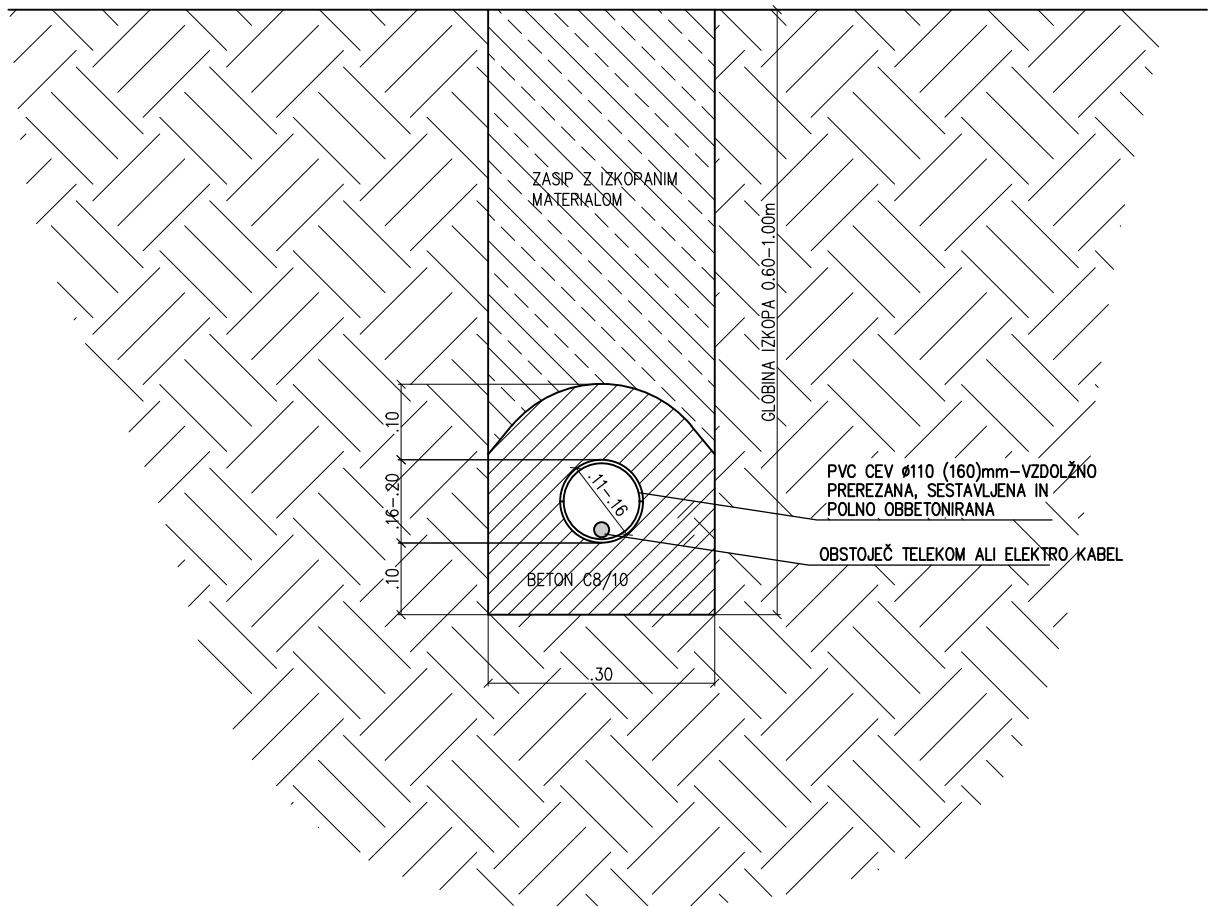 ZASIP Z IZKOPANIM
MATERIALOM
GLOBINA IZKOPA 0.60-1.00m
.10
.16-.20
.10
.11-.16
PVC CEV ø110 (160)mm-VZDOLŽNO
PREREZANA, SESTAVLJENA IN
POLNO OBBETONIRANA
OBSTOJEČ TELEKOM ALI ELEKTRO KABEL
BETON C8/10
.30